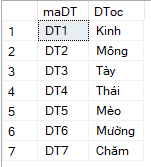 maDT DToc
1 DT1 Kinh
2 DT2 Mông
3 DT3 Tày
4 DT4 Thái
5 DT5 Mèo
6 DT6 Mường
7 DT7 Chăm